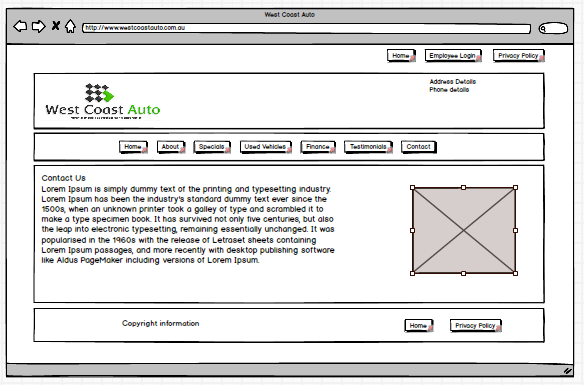 West Coast Auto
http://www.westcoastauto.com.au
Home Employee Login Privacy Policy
Address Details
Phone details
West Coast Auto
Home About Specials Used Vehicles Finance Testimonials Contact
Contact Us
Lorem Ipsum is simply dummy text of the printing and typesetting industry.
Lorem Ipsum has been the industry's standard dummy text ever since the
1500s, when an unknown printer took a galley of type and scrambled it to
make a type specimen book. It has survived not only five centuries, but also
the leap into electronic typesetting, remaining essentially unchanged. It was
popularised in the 1960s with the release of Letraset sheets containing
Lorem Ipsum passages, and more recently with desktop publishing software
like Aldus PageMaker including versions of Lorem Ipsum.
Copyright information
Home Privacy Policy